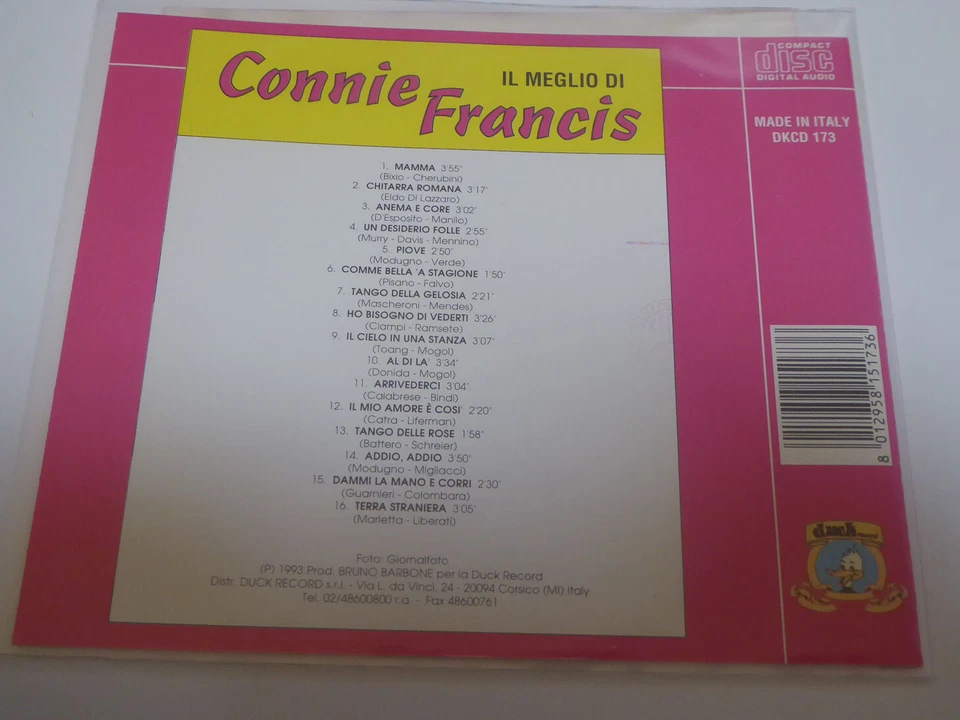 Connie Francis
IL MEGLIO DI
COMPACT
disc
DIGITAL AUDIO
MADE IN ITALY
DKCD 173
1. MAMMA 3'55"
(Bixio - Cherubini)
2. CHITARRA ROMANA 3'17"
(Eldo Di Lazzaro)
3. ANEMA E CORE 3'02"
(D'Esposito - Manilo)
4. UN DESIDERIO FOLLE 2'55"
(Murry - Davis - Mennino)
5. PIOVE 2'50"
(Modugno - Verde)
6. COMME BELLA 'A STAGIONE 1'50"
(Pisano - Falvo)
7. TANGO DELLA GELOSIA 2'21"
(Mascheroni - Mendes)
8. HO BISOGNO DI VEDERTI 3'26"
(Ciampi - Ramsete)
9. IL CIELO IN UNA STANZA 3'07"
(Toang - Mogol)
10. AL DI LA' 3'34"
(Donida - Mogol)
11. ARRIVEDERCI 3'04"
(Calabrese - Bindi)
12. IL MIO AMORE È COSI' 2'20"
(Catra - Liferman)
13. TANGO DELLE ROSE 1'58"
(Battero - Schreier)
14. ADDIO, ADDIO 3'50"
(Modugno - Migliacci)
15. DAMMI LA MANO E CORRI 2'30"
(Guarnieri - Colombara)
16. TERRA STRANIERA 3'05"
(Marletta - Liberati)
Foto: Giornalfoto
(P) 1993 Prod. BRUNO BARBONE per la Duck Record
Distr. DUCK RECORD s.r.l. - Via L. da Vinci, 24 - 20094 Corsico (MI) Italy
Tel. 02/48600800 r.a. - Fax 48600761
8 012958 151736
duck record